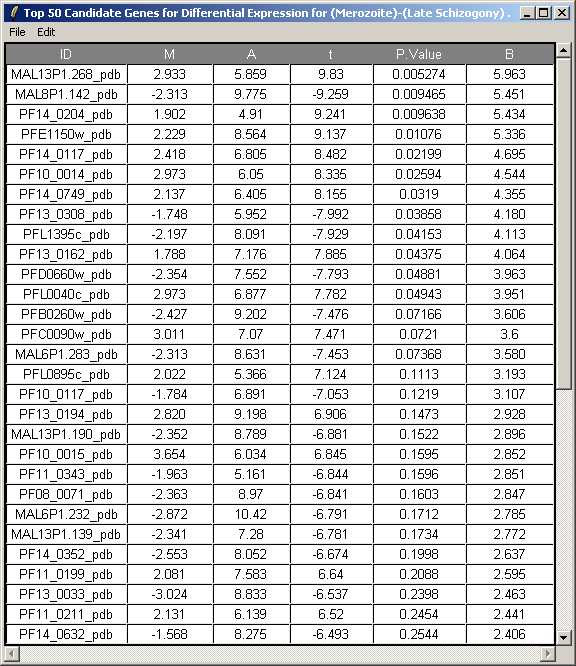 Top 50 Candidate Genes for Differential Expression for (Merozoite)-(Late Schizogony) .
File Edit
ID M A t P.Value B
MAL13P1.268_pdb 2.933 5.859 9.83 0.005274 5.963
MAL8P1.142_pdb -2.313 9.775 -9.259 0.009465 5.451
PF14_0204_pdb 1.902 4.91 9.241 0.009638 5.434
PFE1150w_pdb 2.229 8.564 9.137 0.01076 5.336
PF14_0117_pdb 2.418 6.805 8.482 0.02199 4.695
PF10_0014_pdb 2.973 6.05 8.335 0.02594 4.544
PF14_0749_pdb 2.137 6.405 8.155 0.0319 4.355
PF13_0308_pdb -1.748 5.952 -7.992 0.03858 4.180
PFL1395c_pdb -2.197 8.091 -7.929 0.04153 4.113
PF13_0162_pdb 1.788 7.176 7.885 0.04375 4.064
PFD0660w_pdb -2.354 7.552 -7.793 0.04881 3.963
PFL0040c_pdb 2.973 6.877 7.782 0.04943 3.951
PFB0260w_pdb -2.427 9.202 -7.476 0.07166 3.606
PFC0090w_pdb 3.011 7.07 7.471 0.0721 3.6
MAL6P1.283_pdb -2.313 8.631 -7.453 0.07368 3.580
PFL0895c_pdb 2.022 5.366 7.124 0.1113 3.193
PF10_0117_pdb -1.784 6.891 -7.053 0.1219 3.107
PF13_0194_pdb 2.820 9.198 6.906 0.1473 2.928
MAL13P1.190_pdb -2.352 8.789 -6.881 0.1522 2.896
PF10_0015_pdb 3.654 6.034 6.845 0.1595 2.852
PF11_0343_pdb -1.963 5.161 -6.844 0.1596 2.851
PF08_0071_pdb -2.363 8.97 -6.841 0.1603 2.847
MAL6P1.232_pdb -2.872 10.42 -6.791 0.1712 2.785
MAL13P1.139_pdb -2.341 7.28 -6.781 0.1734 2.772
PF14_0352_pdb -2.553 8.052 -6.674 0.1998 2.637
PF11_0199_pdb 2.081 7.583 6.64 0.2088 2.595
PF13_0033_pdb -3.024 8.833 -6.537 0.2398 2.463
PF11_0211_pdb 2.131 6.139 6.52 0.2454 2.441
PF14_0632_pdb -1.568 8.275 -6.493 0.2544 2.406